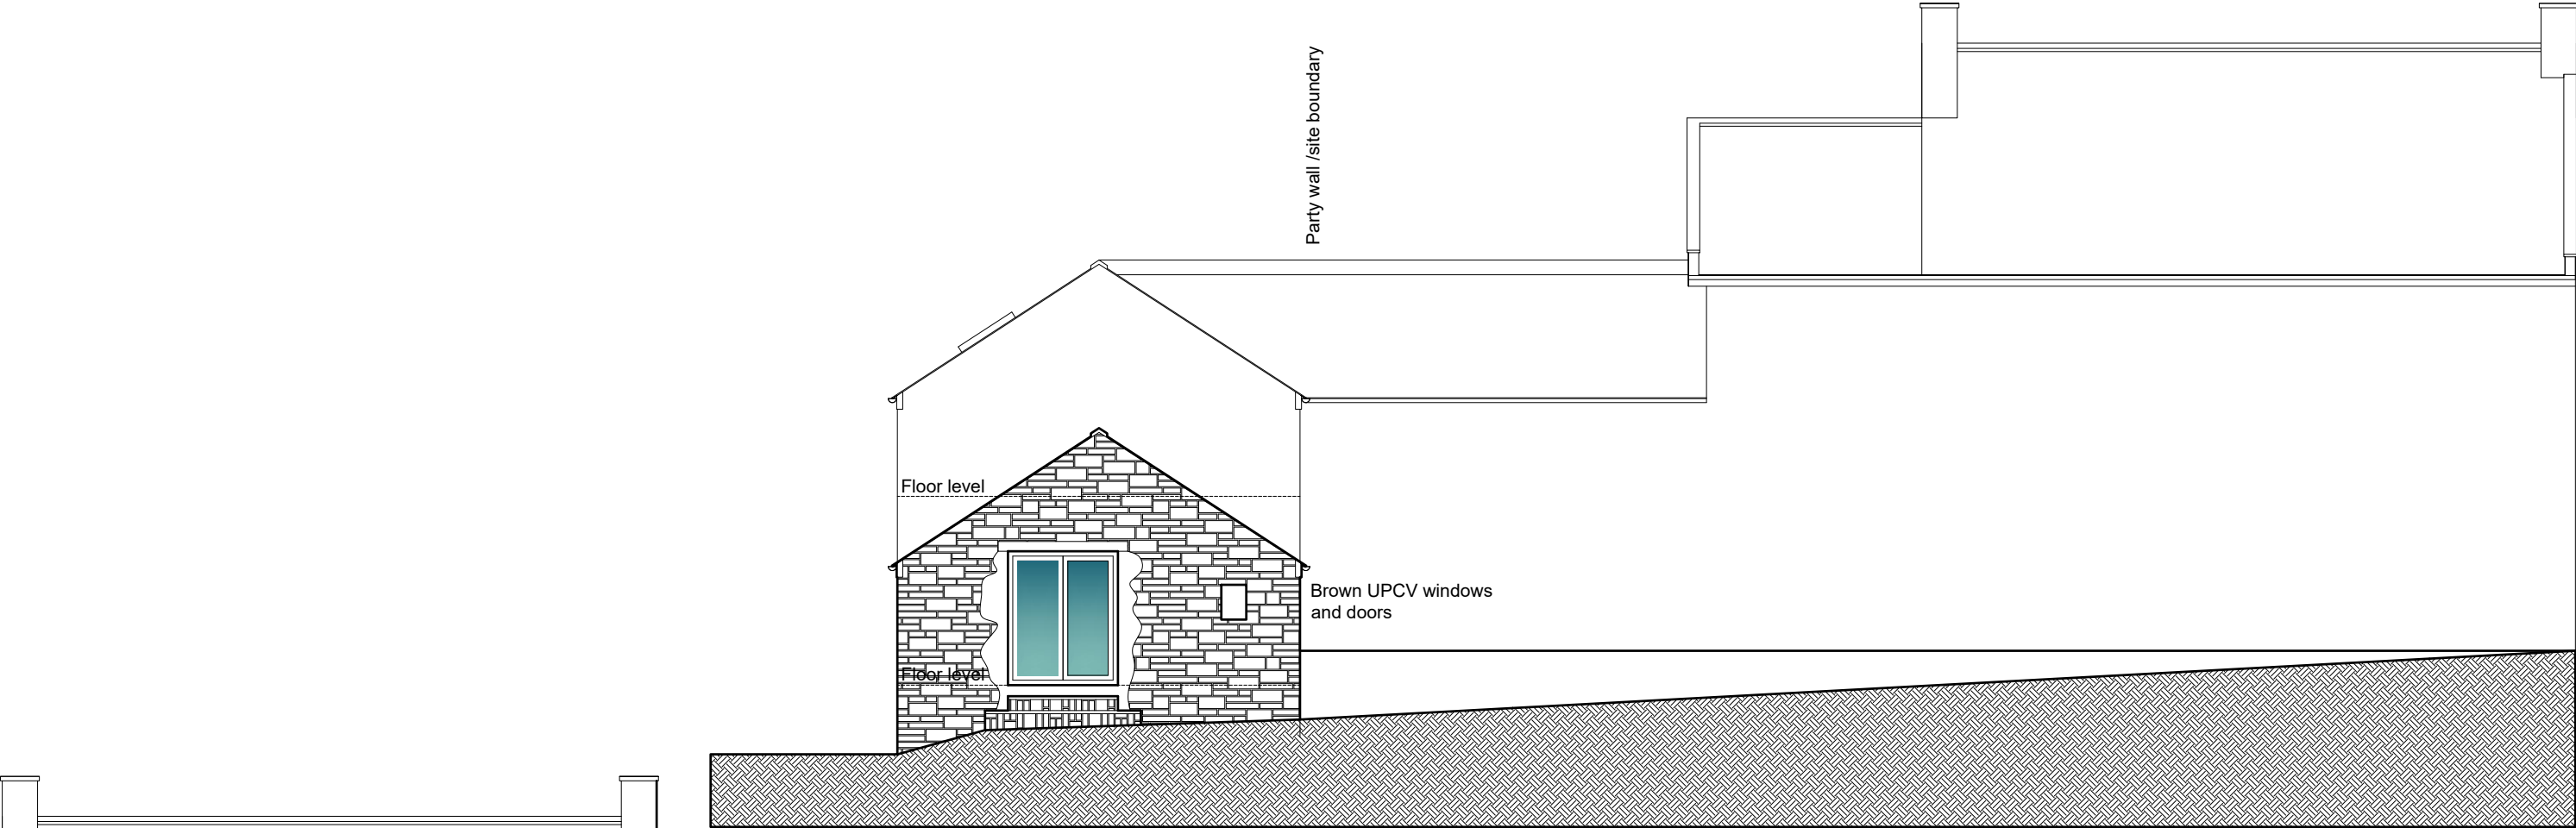 Party wall /site boundary
Floor level
Brown UPCV windows
and doors
Floor level